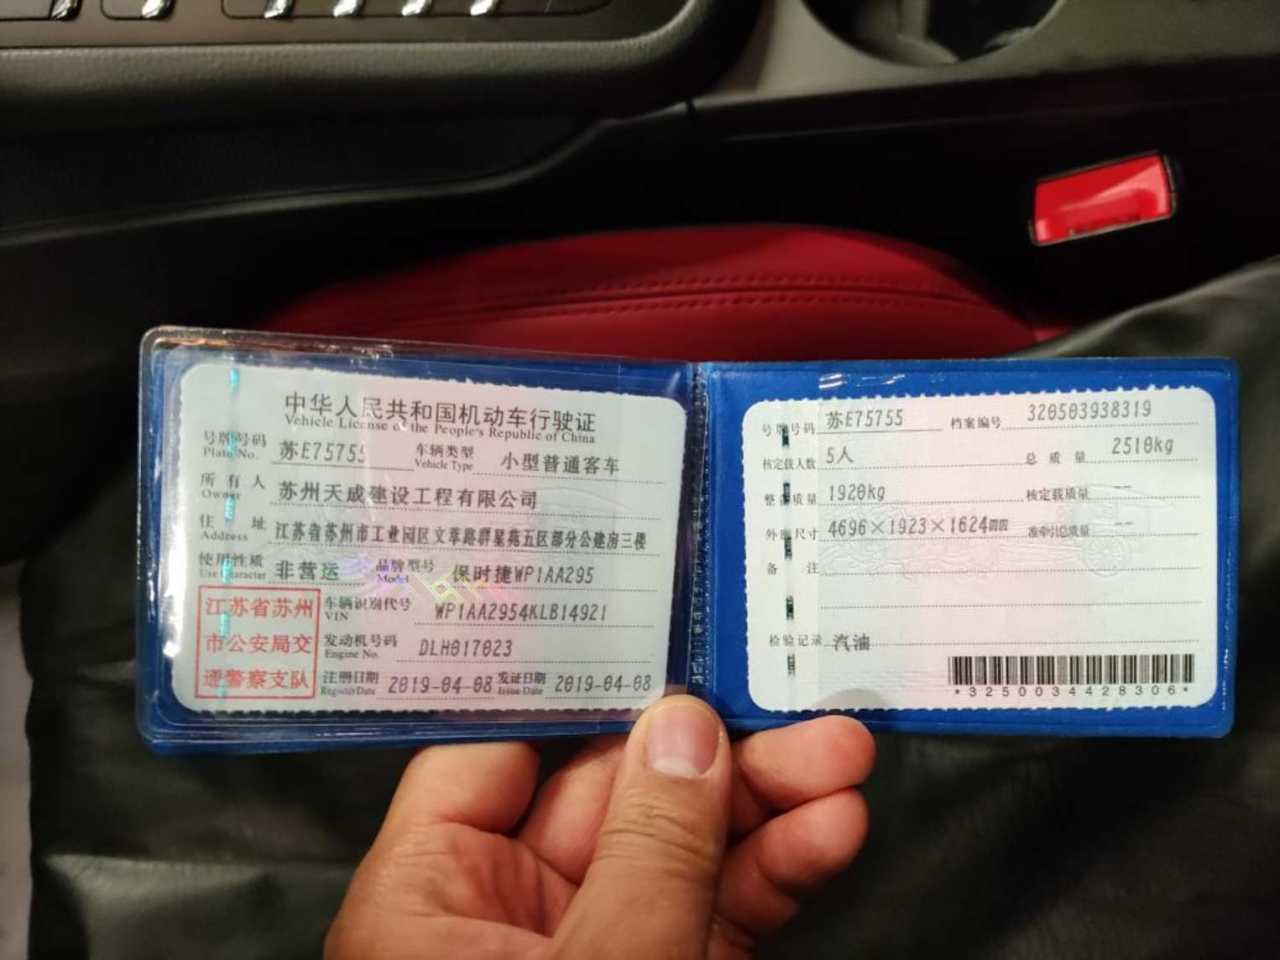 中华人民共和国机动车行驶证
Vehicle License of the People's Republic of China
号牌号码 苏E75755 车辆类型 小型普通客车
Plate No. Vehicle Type
所有人 苏州天成建设工程有限公司
Owner
住址 江苏省苏州市工业园区文萃路群星苑五区部分公建房三楼
Address
使用性质 非营运 品牌型号 保时捷WP1AA295
Use Character Model
江苏省苏州
市公安局交
通警察支队
车辆识别代号 WP1AA2954KLB14921
VIN
发动机号码 DLH017023
Engine No.
注册日期 2019-04-08 发证日期 2019-04-08
Register Date Issue Date
号牌号码 苏E75755 档案编号 320503938319
核定载人数 5人 总质量 2510kg
整备质量 1920kg 核定载质量 --
外廓尺寸 4696×1923×1624mm 准牵引总质量 --
备注
检验记录 汽油
*3250034428306*